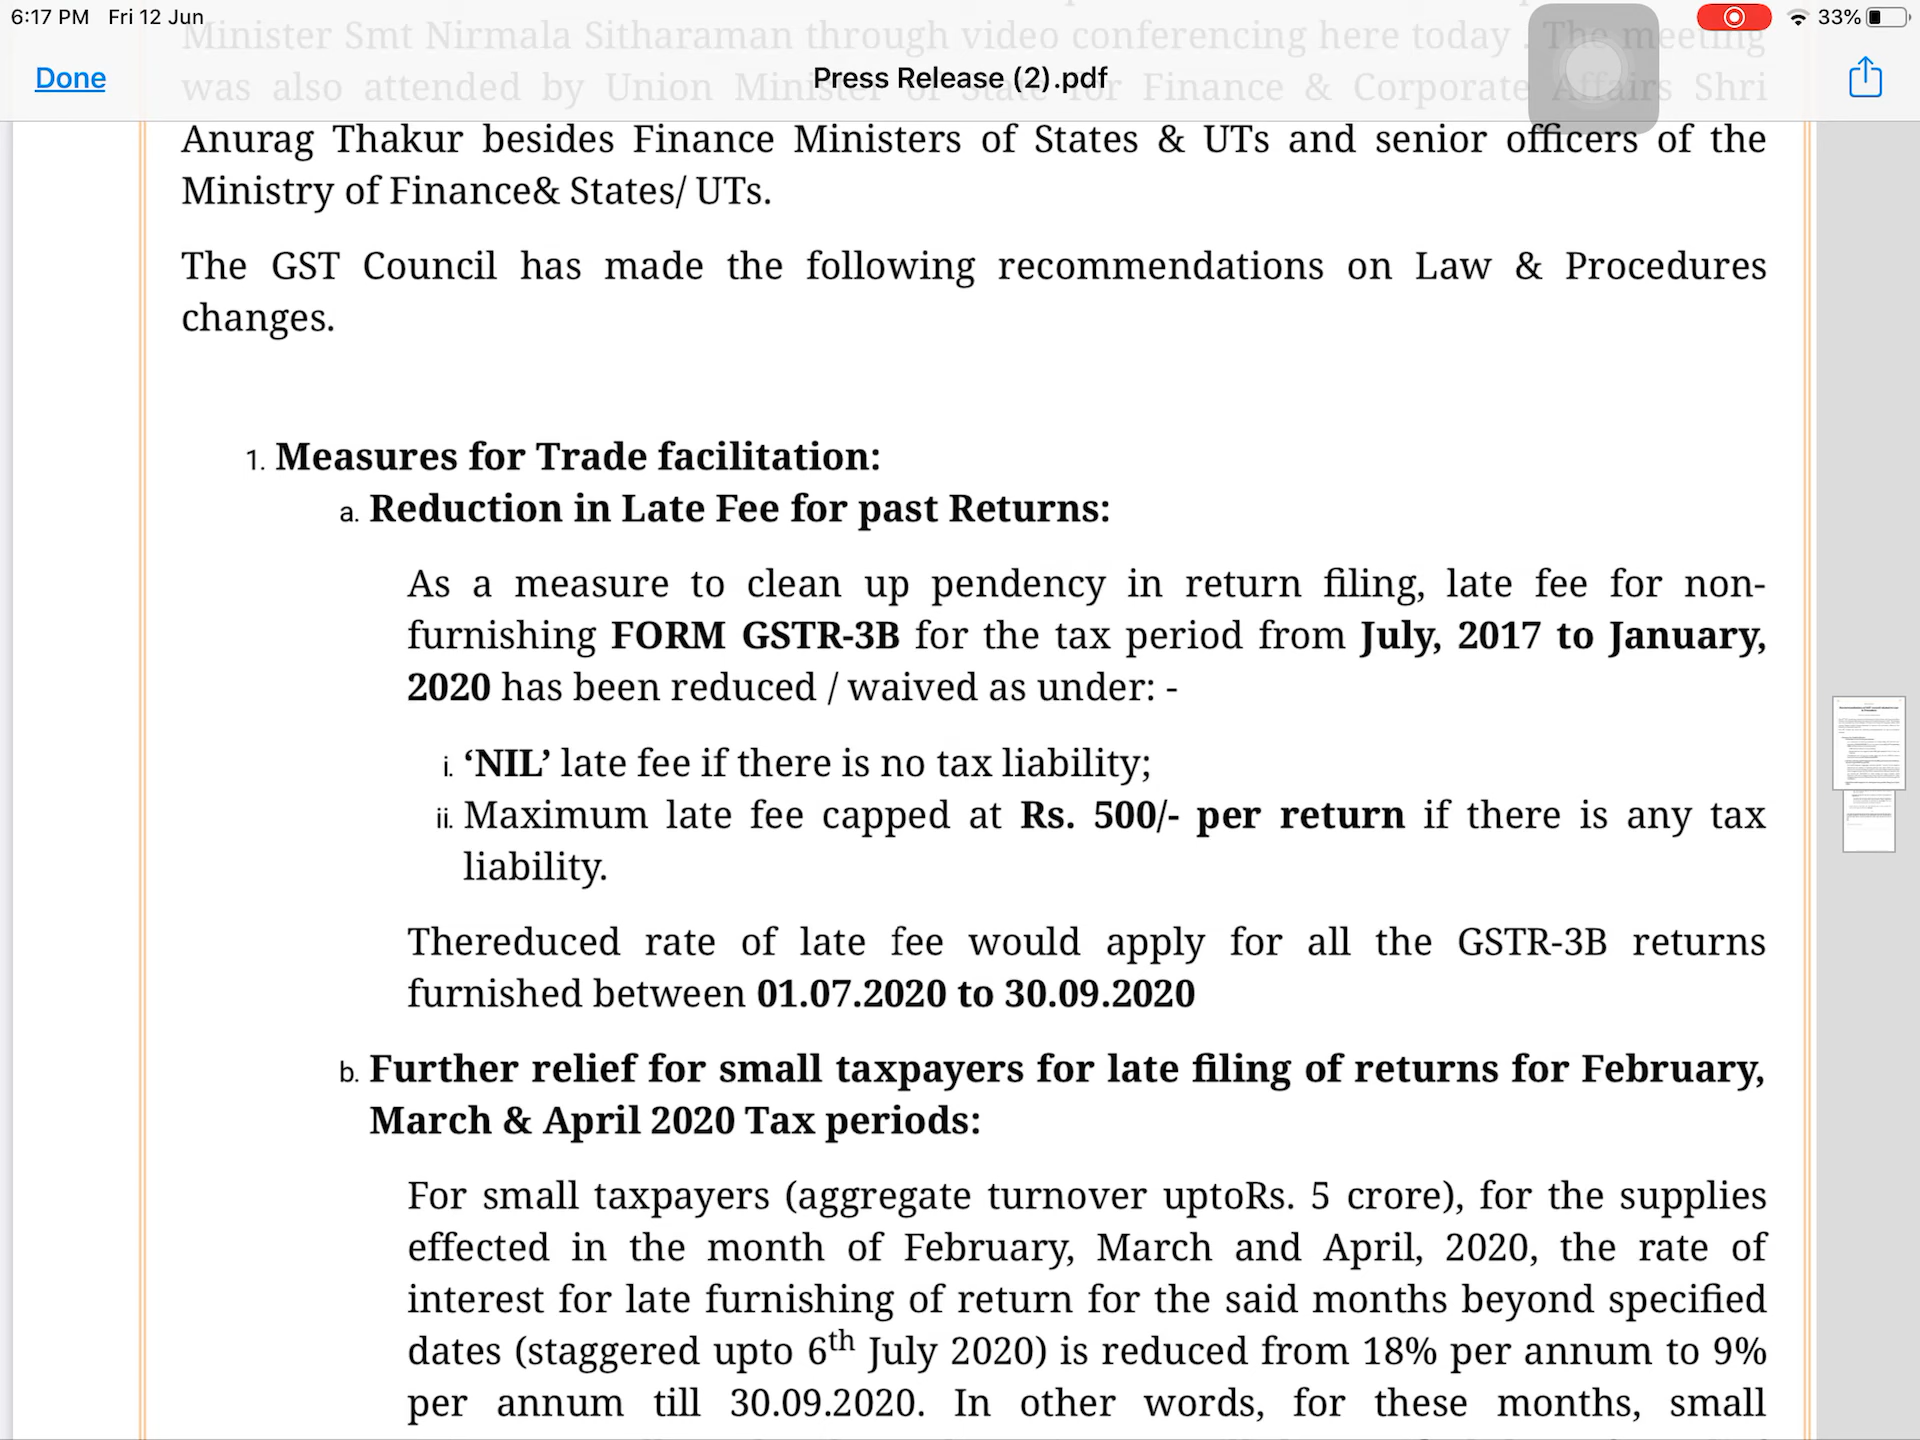 6:17 PM Fri 12 Jun
33%
Minister Smt Nirmala Sitharaman through video conferencing here today . The meeting
Done
Press Release (2).pdf
was also attended by Union Minister of State for Finance & Corporate Affairs Shri
Anurag Thakur besides Finance Ministers of States & UTs and senior officers of the
Ministry of Finance& States/ UTs.
The GST Council has made the following recommendations on Law & Procedures
changes.
1. Measures for Trade facilitation:
a. Reduction in Late Fee for past Returns:
As a measure to clean up pendency in return filing, late fee for non-
furnishing FORM GSTR-3B for the tax period from July, 2017 to January,
2020 has been reduced / waived as under: -
i. ‘NIL’ late fee if there is no tax liability;
ii. Maximum late fee capped at Rs. 500/- per return if there is any tax
liability.
Thereduced rate of late fee would apply for all the GSTR-3B returns
furnished between 01.07.2020 to 30.09.2020
b. Further relief for small taxpayers for late filing of returns for February,
March & April 2020 Tax periods:
For small taxpayers (aggregate turnover uptoRs. 5 crore), for the supplies
effected in the month of February, March and April, 2020, the rate of
interest for late furnishing of return for the said months beyond specified
dates (staggered upto 6th July 2020) is reduced from 18% per annum to 9%
per annum till 30.09.2020. In other words, for these months, small